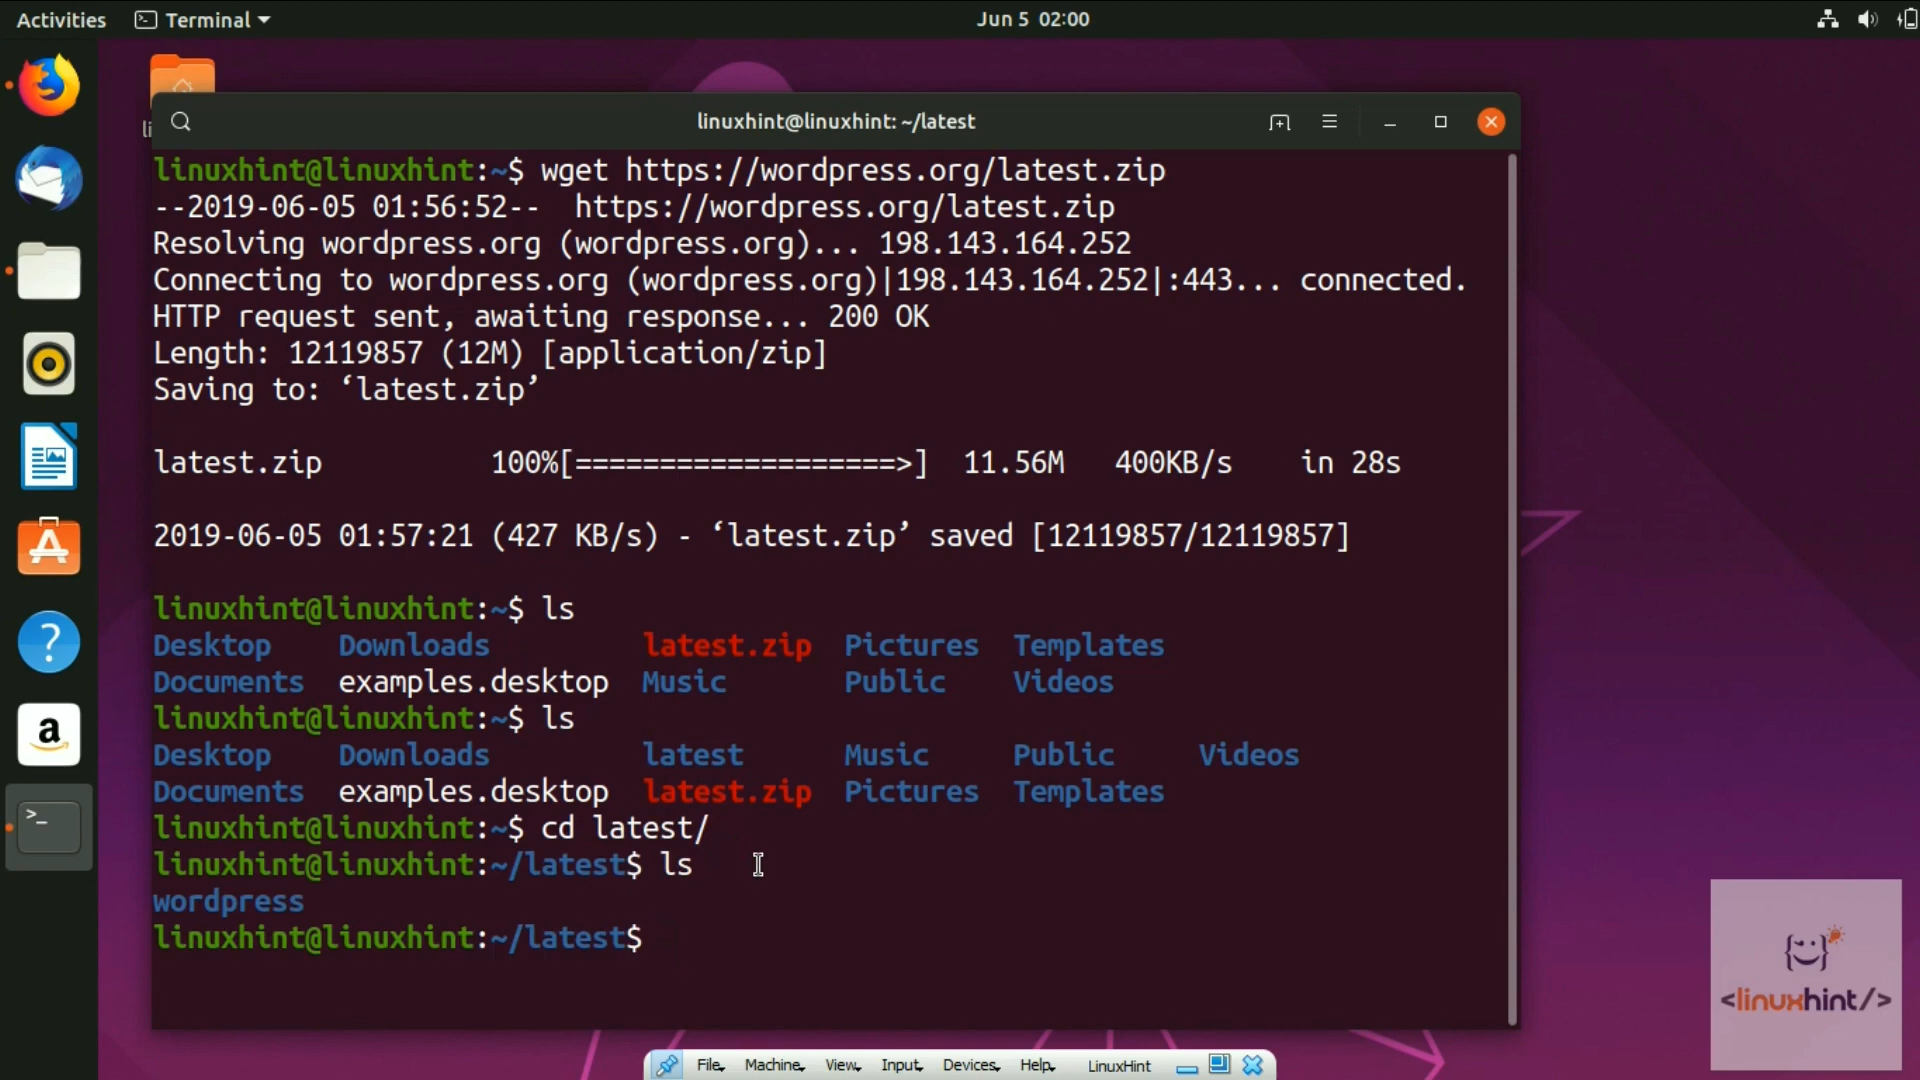 Activities Terminal Jun 5 02:00
li
linuxhint@linuxhint: ~/latest
linuxhint@linuxhint:~$ wget https://wordpress.org/latest.zip
--2019-06-05 01:56:52--  https://wordpress.org/latest.zip
Resolving wordpress.org (wordpress.org)... 198.143.164.252
Connecting to wordpress.org (wordpress.org)|198.143.164.252|:443... connected.
HTTP request sent, awaiting response... 200 OK
Length: 12119857 (12M) [application/zip]
Saving to: ‘latest.zip’
latest.zip          100%[===================>]  11.56M   400KB/s    in 28s
2019-06-05 01:57:21 (427 KB/s) - ‘latest.zip’ saved [12119857/12119857]
linuxhint@linuxhint:~$ ls
Desktop    Downloads         latest.zip  Pictures  Templates
Documents  examples.desktop  Music       Public    Videos
linuxhint@linuxhint:~$ ls
Desktop    Downloads         latest      Music     Public     Videos
Documents  examples.desktop  latest.zip  Pictures  Templates
linuxhint@linuxhint:~$ cd latest/
linuxhint@linuxhint:~/latest$ ls
wordpress
linuxhint@linuxhint:~/latest$
<linuxhint/>
File Machine View Input Devices Help LinuxHint